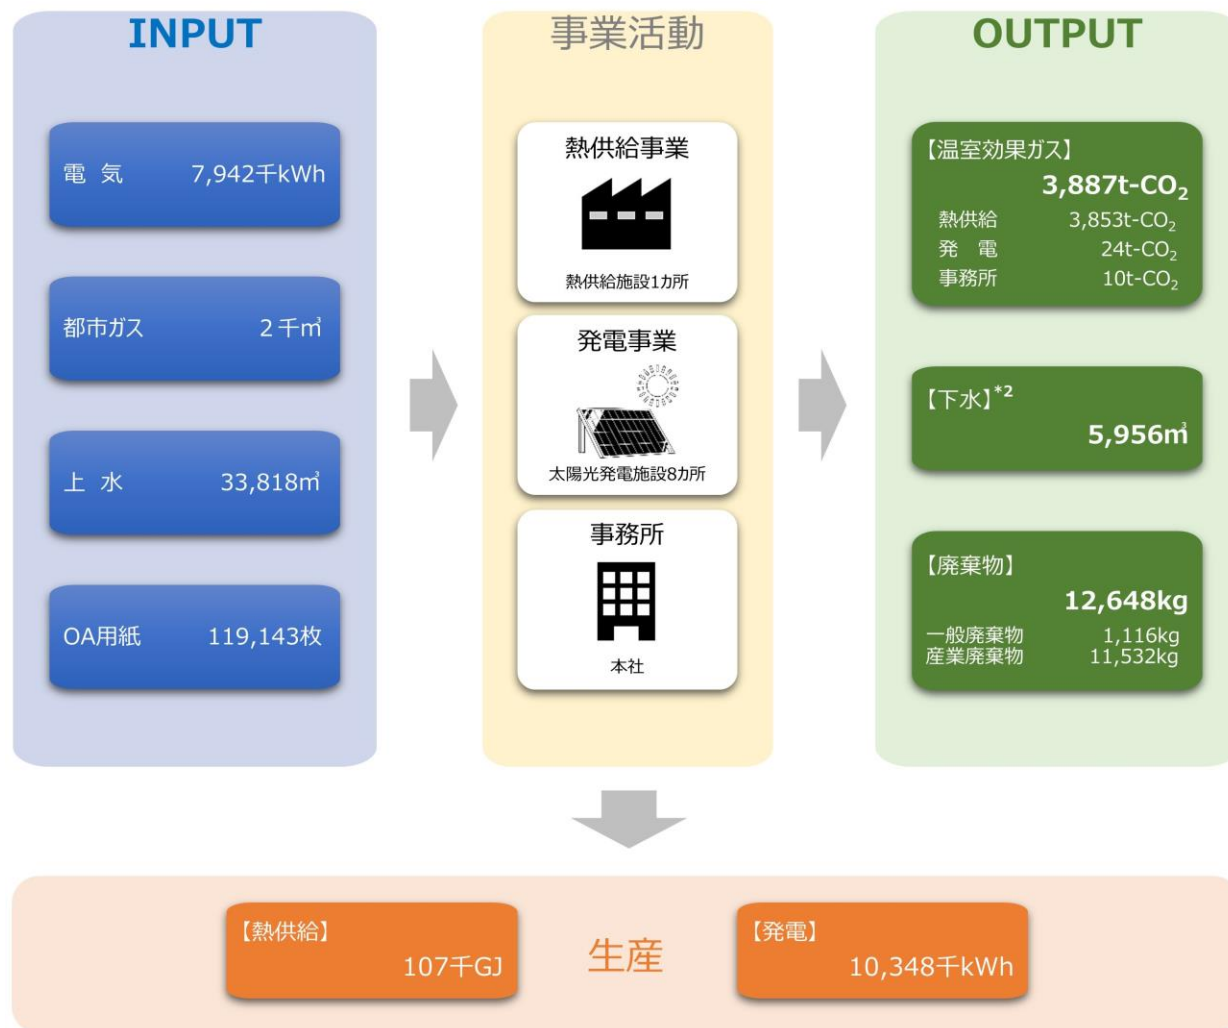 INPUT
電 気 7,942千kWh
都市ガス 2千㎥
上 水 33,818㎥
OA用紙 119,143枚
事業活動
熱供給事業
熱供給施設1カ所
発電事業
太陽光発電施設8カ所
事務所
本社
OUTPUT
【温室効果ガス】
3,887t-CO₂
熱供給 3,853t-CO₂
発 電 24t-CO₂
事務所 10t-CO₂
【下水】*2
5,956㎥
【廃棄物】
12,648kg
一般廃棄物 1,116kg
産業廃棄物 11,532kg
【熱供給】
107千GJ
生産
【発電】
10,348千kWh